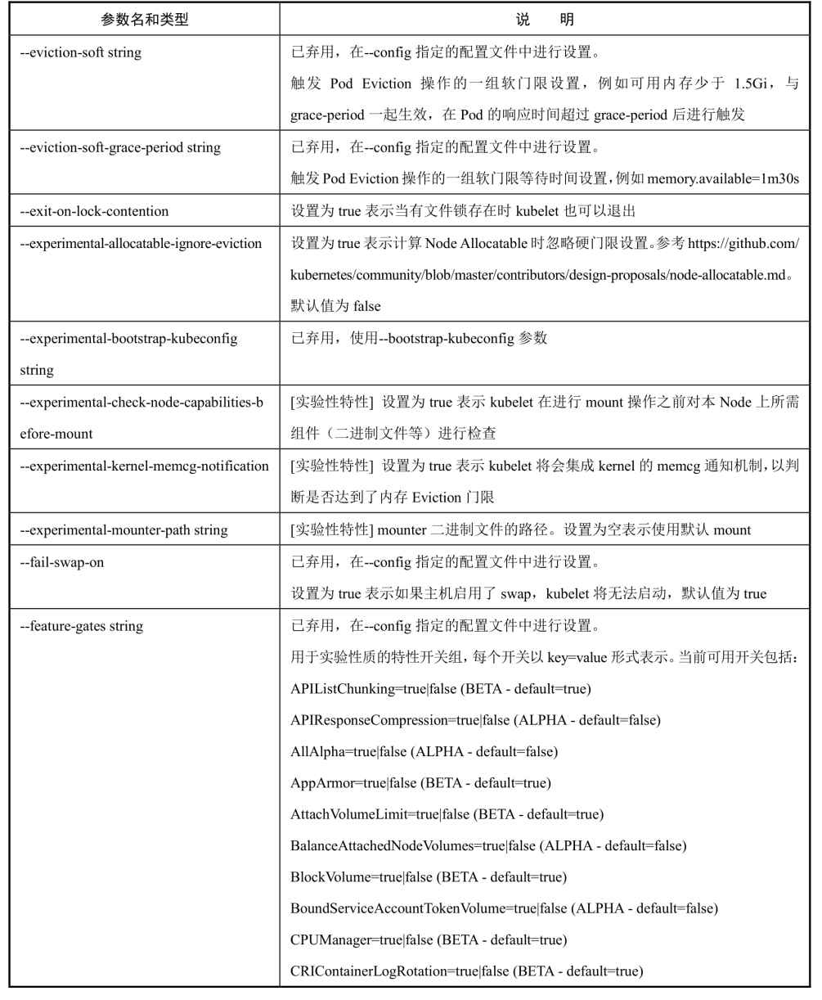 参数名和类型
说 明
--eviction-soft string
已弃用，在--config 指定的配置文件中进行设置。
触发 Pod Eviction 操作的一组软门限设置，例如可用内存少于 1.5Gi，与
grace-period 一起生效，在 Pod 的响应时间超过 grace-period 后进行触发
--eviction-soft-grace-period string
已弃用，在--config 指定的配置文件中进行设置。
触发 Pod Eviction 操作的一组软门限等待时间设置，例如 memory.available=1m30s
--exit-on-lock-contention
设置为 true 表示当有文件锁存在时 kubelet 也可以退出
--experimental-allocatable-ignore-eviction
设置为 true 表示计算 Node Allocatable 时忽略硬门限设置。参考 https://github.com/
kubernetes/community/blob/master/contributors/design-proposals/node-allocatable.md。
默认值为 false
--experimental-bootstrap-kubeconfig
string
已弃用，使用--bootstrap-kubeconfig 参数
--experimental-check-node-capabilities-b
efore-mount
[实验性特性] 设置为 true 表示 kubelet 在进行 mount 操作之前对本 Node 上所需
组件（二进制文件等）进行检查
--experimental-kernel-memcg-notification
[实验性特性] 设置为 true 表示 kubelet 将会集成 kernel 的 memcg 通知机制，以判
断是否达到了内存 Eviction 门限
--experimental-mounter-path string
[实验性特性] mounter 二进制文件的路径。设置为空表示使用默认 mount
--fail-swap-on
已弃用，在--config 指定的配置文件中进行设置。
设置为 true 表示如果主机启用了 swap，kubelet 将无法启动，默认值为 true
--feature-gates string
已弃用，在--config 指定的配置文件中进行设置。
用于实验性质的特性开关组，每个开关以 key=value 形式表示。当前可用开关包括：
APIListChunking=true|false (BETA - default=true)
APIResponseCompression=true|false (ALPHA - default=false)
AllAlpha=true|false (ALPHA - default=false)
AppArmor=true|false (BETA - default=true)
AttachVolumeLimit=true|false (BETA - default=true)
BalanceAttachedNodeVolumes=true|false (ALPHA - default=false)
BlockVolume=true|false (BETA - default=true)
BoundServiceAccountTokenVolume=true|false (ALPHA - default=false)
CPUManager=true|false (BETA - default=true)
CRIContainerLogRotation=true|false (BETA - default=true)